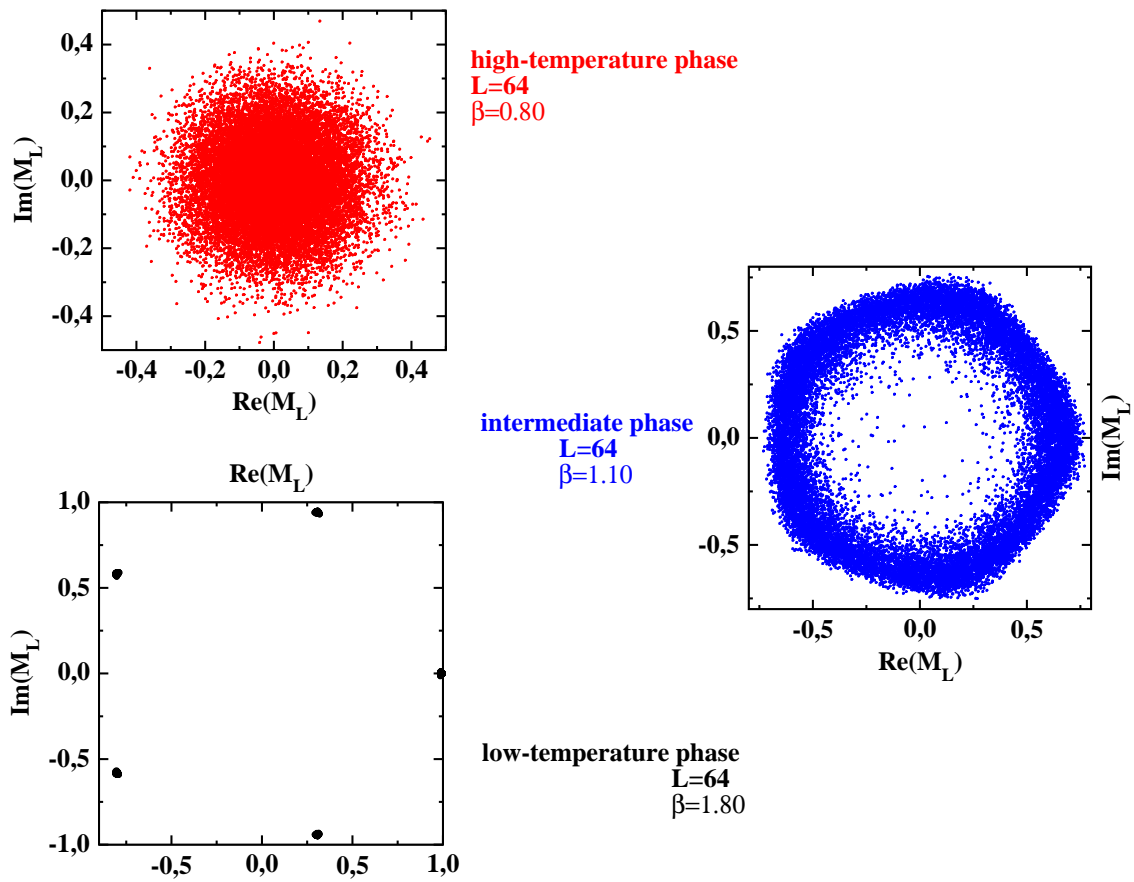 0,4
0,2
0,0
-0,2
-0,4
Im(M_L)
-0,4 -0,2 0,0 0,2 0,4
Re(M_L)
high-temperature phase
L=64
β=0.80
intermediate phase
L=64
β=1.10
0,5
0,0
-0,5
Im(M_L)
-0,5 0,0 0,5
Re(M_L)
Re(M_L)
1,0
0,5
0,0
-0,5
-1,0
Im(M_L)
-0,5 0,0 0,5 1,0
low-temperature phase
L=64
β=1.80